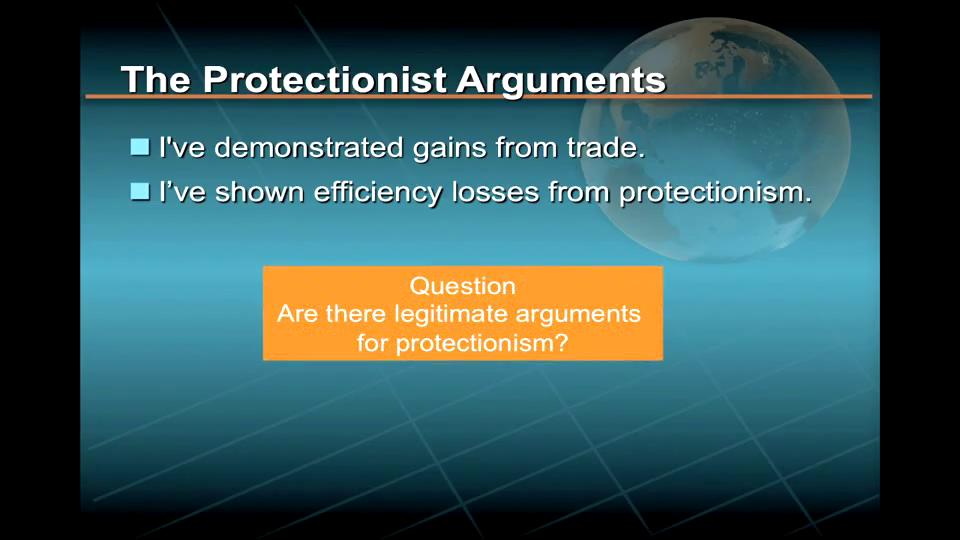 The Protectionist Arguments
I've demonstrated gains from trade.
I’ve shown efficiency losses from protectionism.
Question
Are there legitimate arguments
for protectionism?